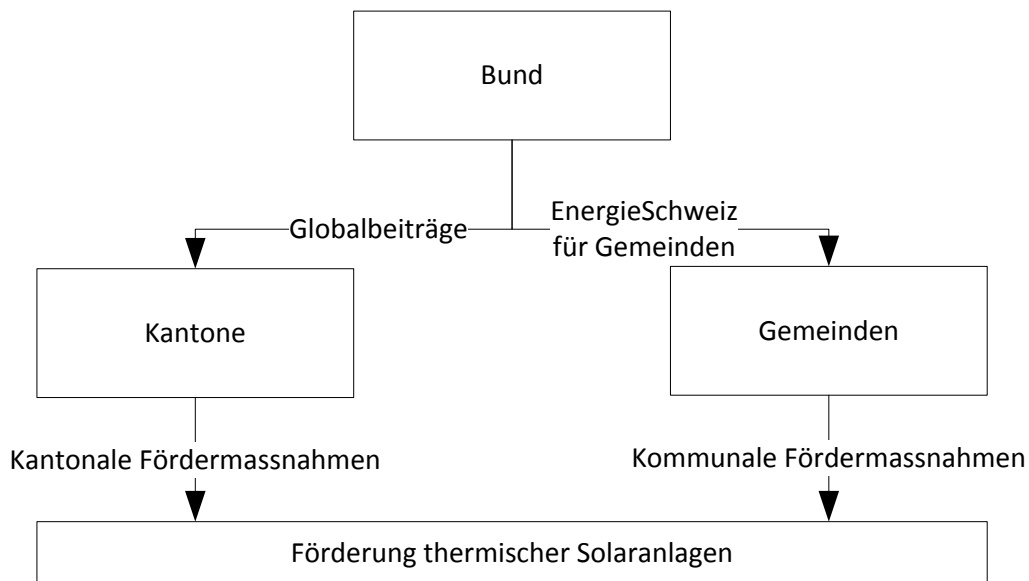 Bund
Globalbeiträge
EnergieSchweiz
für Gemeinden
Kantone
Gemeinden
Kantonale Fördermassnahmen
Kommunale Fördermassnahmen
Förderung thermischer Solaranlagen